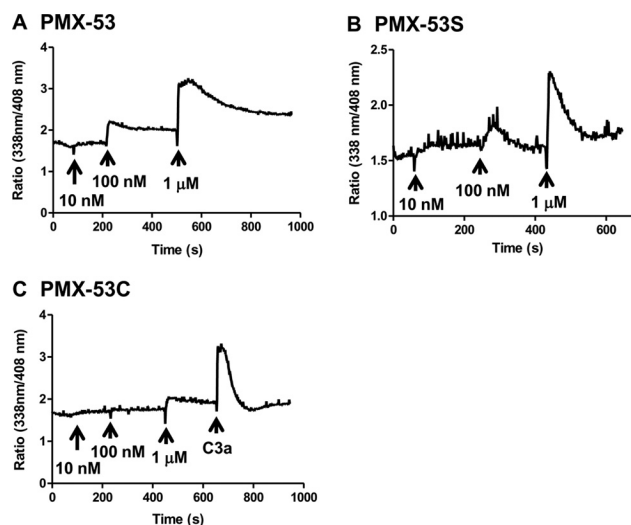 A PMX-53
Ratio (338nm/408 nm)
4
3
2
1
0
10 nM
100 nM
1 μM
0 200 400 600 800 1000
Time (s)
B PMX-53S
Ratio (338 nm/408 nm)
2.5
2.0
1.5
1.0
10 nM
100 nM
1 μM
0 200 400 600
Time (s)
C PMX-53C
Ratio (338nm/408 nm)
4
3
2
1
0
10 nM
100 nM
1 μM
C3a
0 200 400 600 800 1000
Time (s)